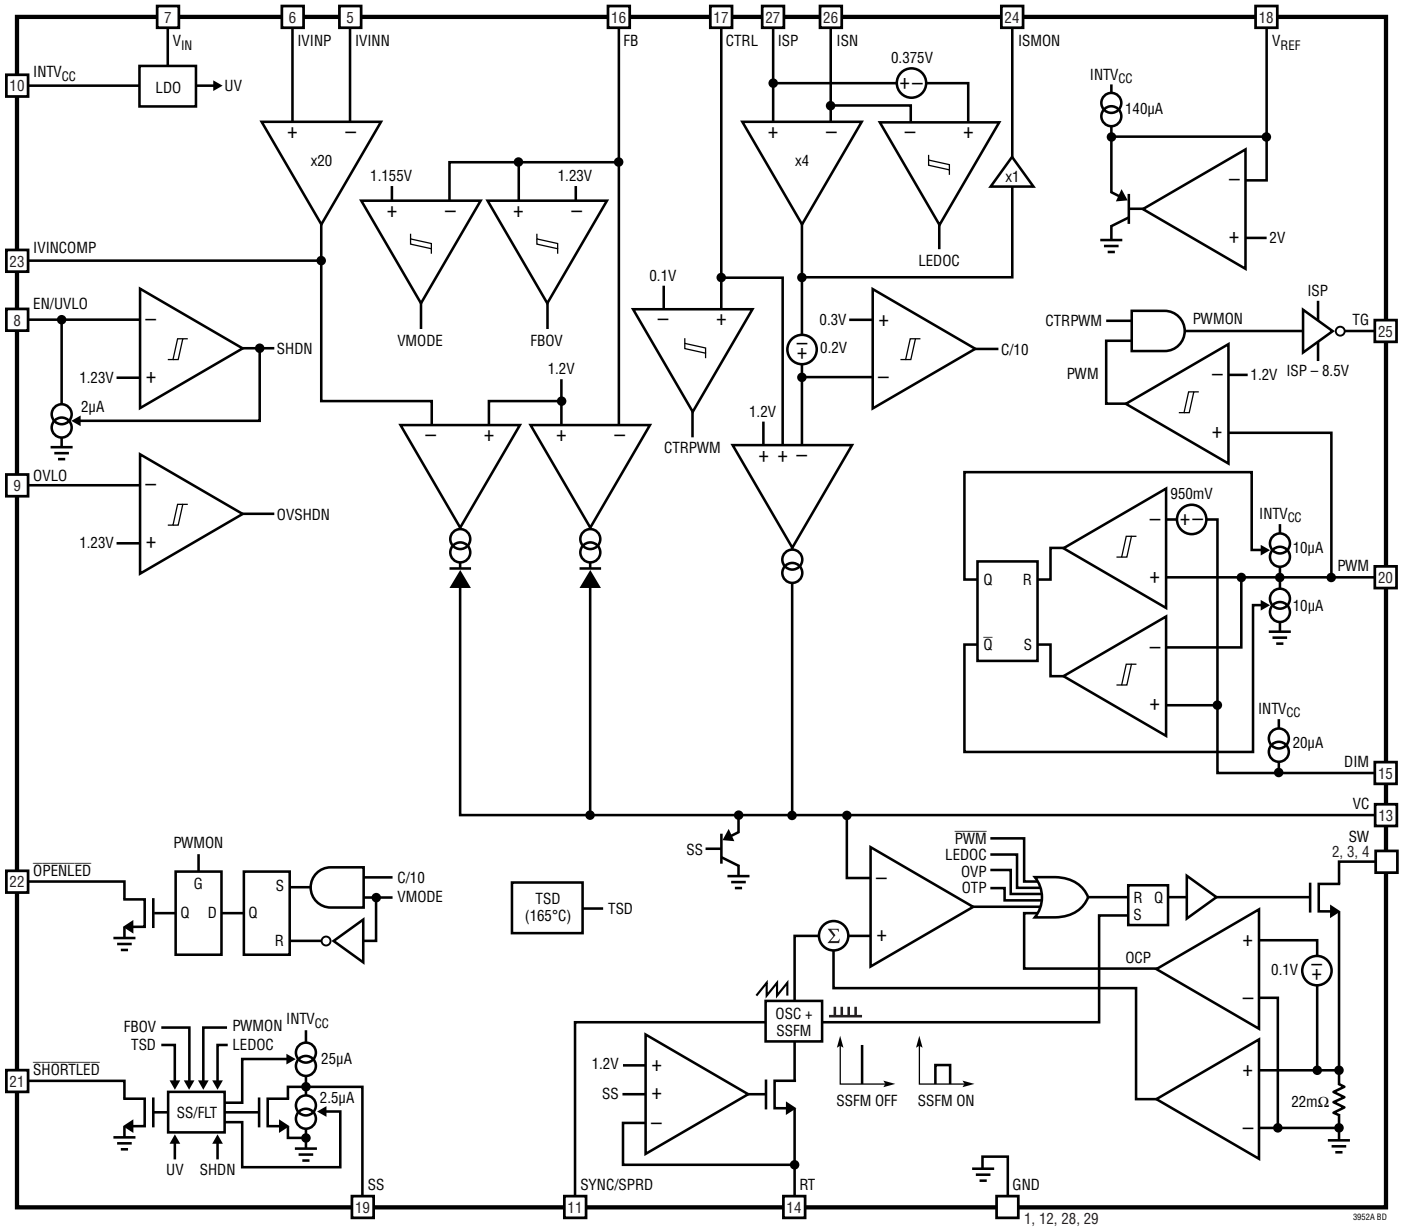 7 6 5 16 17 27 26 24 18
VIN IVINP IVINN FB CTRL ISP ISN ISMON VREF
10 INTVCC
LDO UV
0.375V
+ −
INTVCC
140µA
+ −
x20
+ −
x4
− +
x1
1.155V
1.23V
+ −
+ −
−
+ 2V
LEDOC
23 IVINCOMP
VMODE
FBOV
0.1V
− +
8 EN/UVLO
−
SHDN
1.23V +
2µA
0.3V +
−
+ 0.2V
C/10
−
ISP
CTRPWM
PWMON
TG
25
ISP – 8.5V
PWM
− 1.2V
+
1.2V
− +
+ −
1.2V
CTRPWM
+ + −
9 OVLO
−
OVSHDN
1.23V +
950mV
− + −
INTVCC
10µA
PWM
20
+
Q R
Q S
10µA
−
+
INTVCC
20µA
DIM
15
VC
13
SS
SW
2, 3, 4
PWM
LEDOC
OVP
OTP
−
+
Σ
R Q
S
OCP
+
0.1V −
+
−
22 OPENLED
PWMON
G
Q D
S
Q
R
C/10
VMODE
TSD
(165°C)
TSD
OSC +
SSFM
SSFM OFF
SSFM ON
+
22mΩ
−
1.2V +
SS +
−
FBOV
TSD
PWMON
LEDOC
INTVCC
25µA
21 SHORTLED
SS/FLT
2.5µA
UV
SHDN
SS
19
SYNC/SPRD
11
RT
14
GND
1, 12, 28, 29
3952A BD